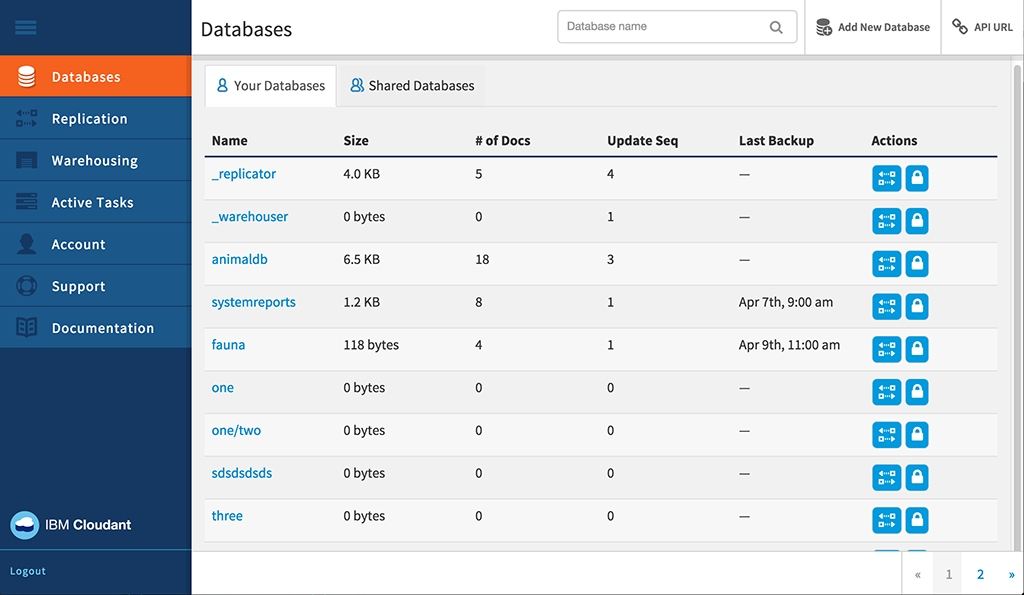 Databases
Database name
Add New Database
API URL
Databases
Replication
Warehousing
Active Tasks
Account
Support
Documentation
IBM Cloudant
Logout
Your Databases
Shared Databases
Name Size # of Docs Update Seq Last Backup Actions
_replicator 4.0 KB 5 4 —
_warehouser 0 bytes 0 1 —
animaldb 6.5 KB 18 3 —
systemreports 1.2 KB 8 1 Apr 7th, 9:00 am
fauna 118 bytes 4 1 Apr 9th, 11:00 am
one 0 bytes 0 0 —
one/two 0 bytes 0 0 —
sdsdsdsds 0 bytes 0 0 —
three 0 bytes 0 0 —
« 1 2 »